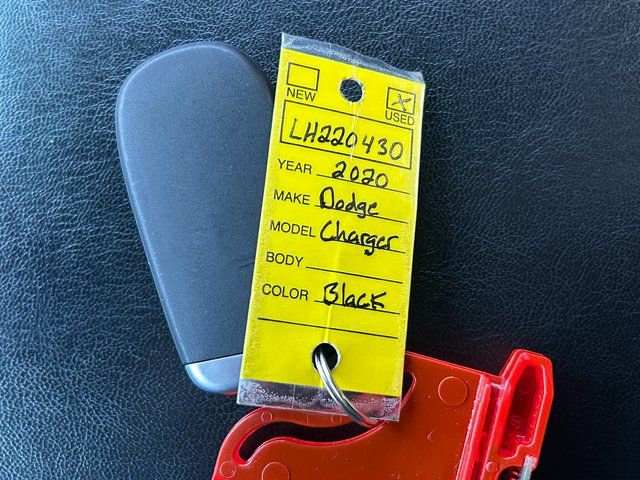 NEW
USED
LH220430
YEAR 2020
MAKE Dodge
MODEL Charger
BODY
COLOR Black